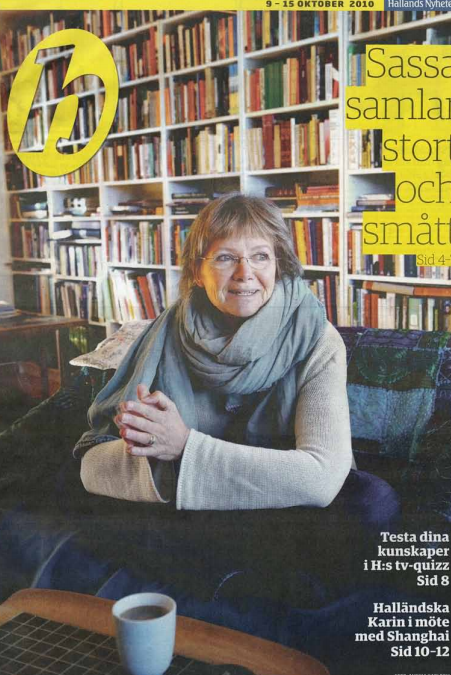 9 – 15 OKTOBER 2010
Hallands Nyhete
h
Sassa
samlar
stort
och
smått
Sid 4-
Testa dina
kunskaper
i H:s tv-quizz
Sid 8
Halländska
Karin i möte
med Shanghai
Sid 10–12